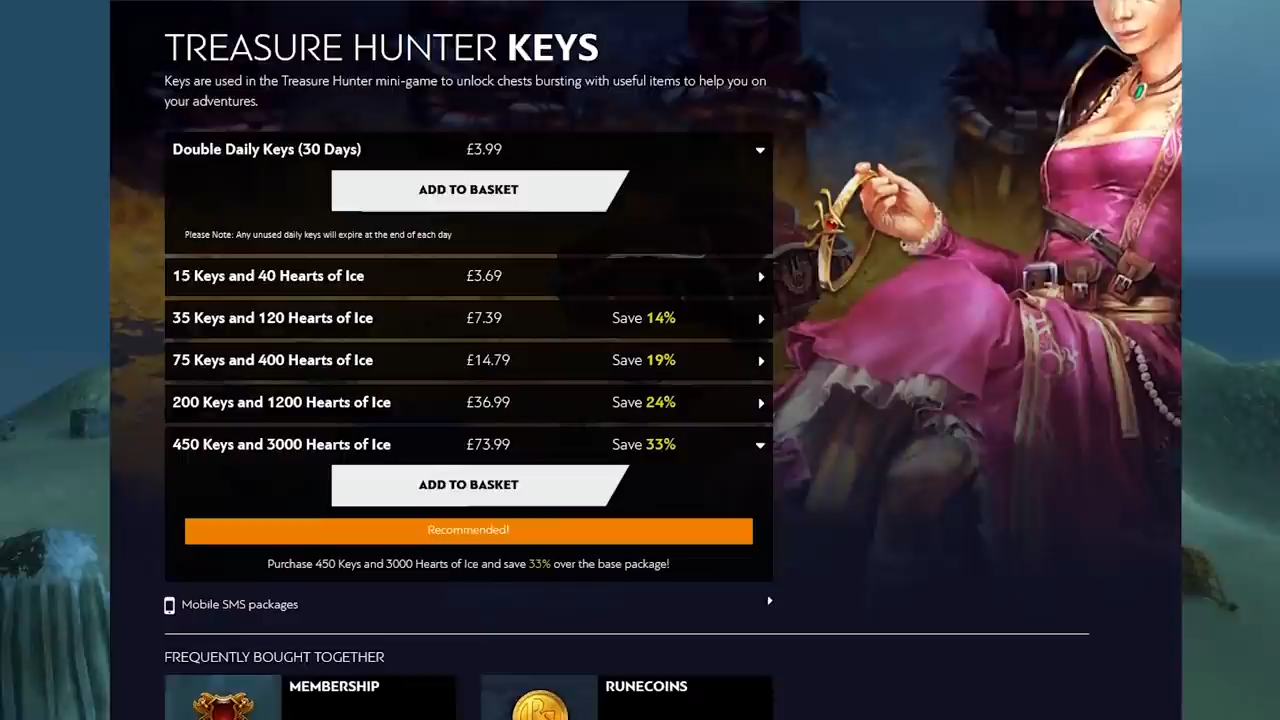 TREASURE HUNTER KEYS
Keys are used in the Treasure Hunter mini-game to unlock chests bursting with useful items to help you on
your adventures.
Double Daily Keys (30 Days) £3.99
ADD TO BASKET
Please Note: Any unused daily keys will expire at the end of each day
15 Keys and 40 Hearts of Ice £3.69
35 Keys and 120 Hearts of Ice £7.39 Save 14%
75 Keys and 400 Hearts of Ice £14.79 Save 19%
200 Keys and 1200 Hearts of Ice £36.99 Save 24%
450 Keys and 3000 Hearts of Ice £73.99 Save 33%
ADD TO BASKET
Recommended!
Purchase 450 Keys and 3000 Hearts of Ice and save 33% over the base package!
Mobile SMS packages
FREQUENTLY BOUGHT TOGETHER
MEMBERSHIP RUNECOINS